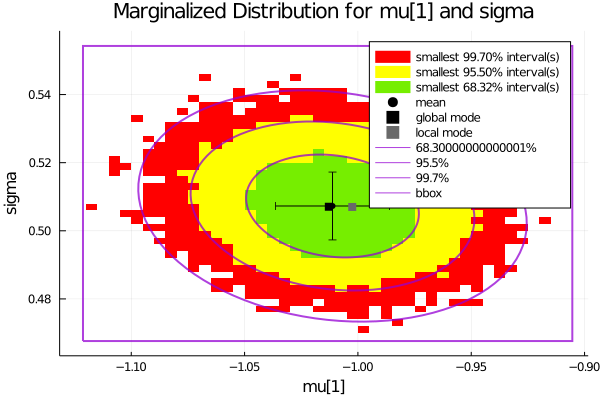 Marginalized Distribution for mu[1] and sigma
smallest 99.70% interval(s)
smallest 95.50% interval(s)
smallest 68.32% interval(s)
mean
global mode
local mode
68.30000000000001%
95.5%
99.7%
bbox
sigma
0.54
0.52
0.50
0.48
−1.10
−1.05
−1.00
−0.95
−0.90
mu[1]